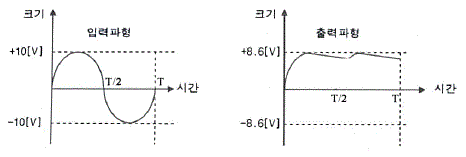 크기
입력파형
+10[V]
T/2
T
시간
-10[V]
크기
출력파형
+8.6[V]
T/2
T
시간
-8.6[V]